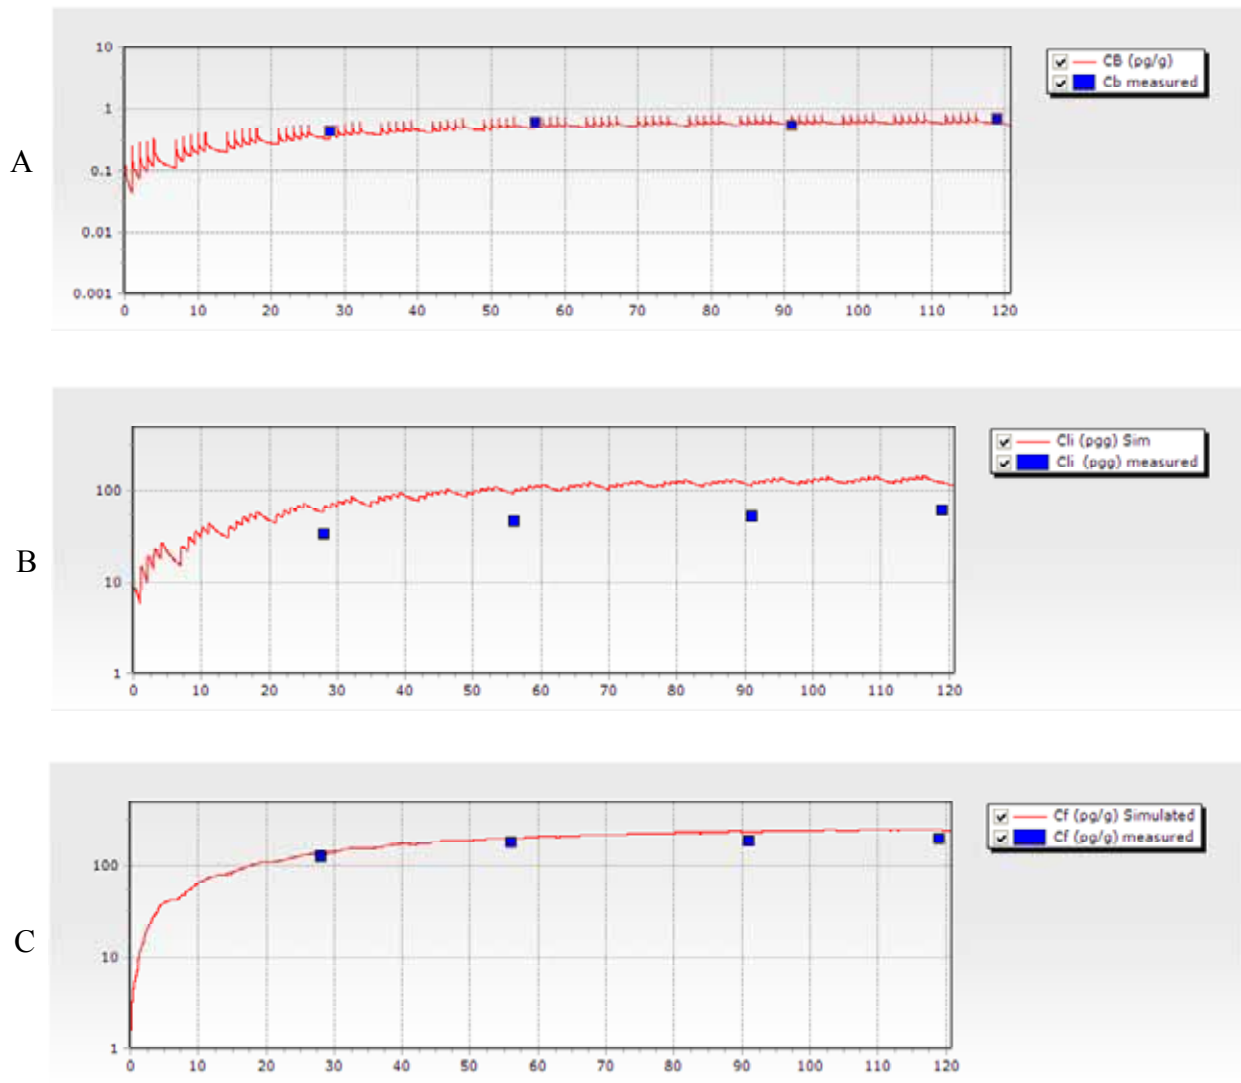 A
10
1
0.1
0.01
0.001
0 10 20 30 40 50 60 70 80 90 100 110 120
CB (pg/g)
Cb measured
B
100
10
1
0 10 20 30 40 50 60 70 80 90 100 110 120
Cli (pgg) Sim
Cli (pgg) measured
C
100
10
1
0 10 20 30 40 50 60 70 80 90 100 110 120
Cf (pg/g) Simulated
Cf (pg/g) measured